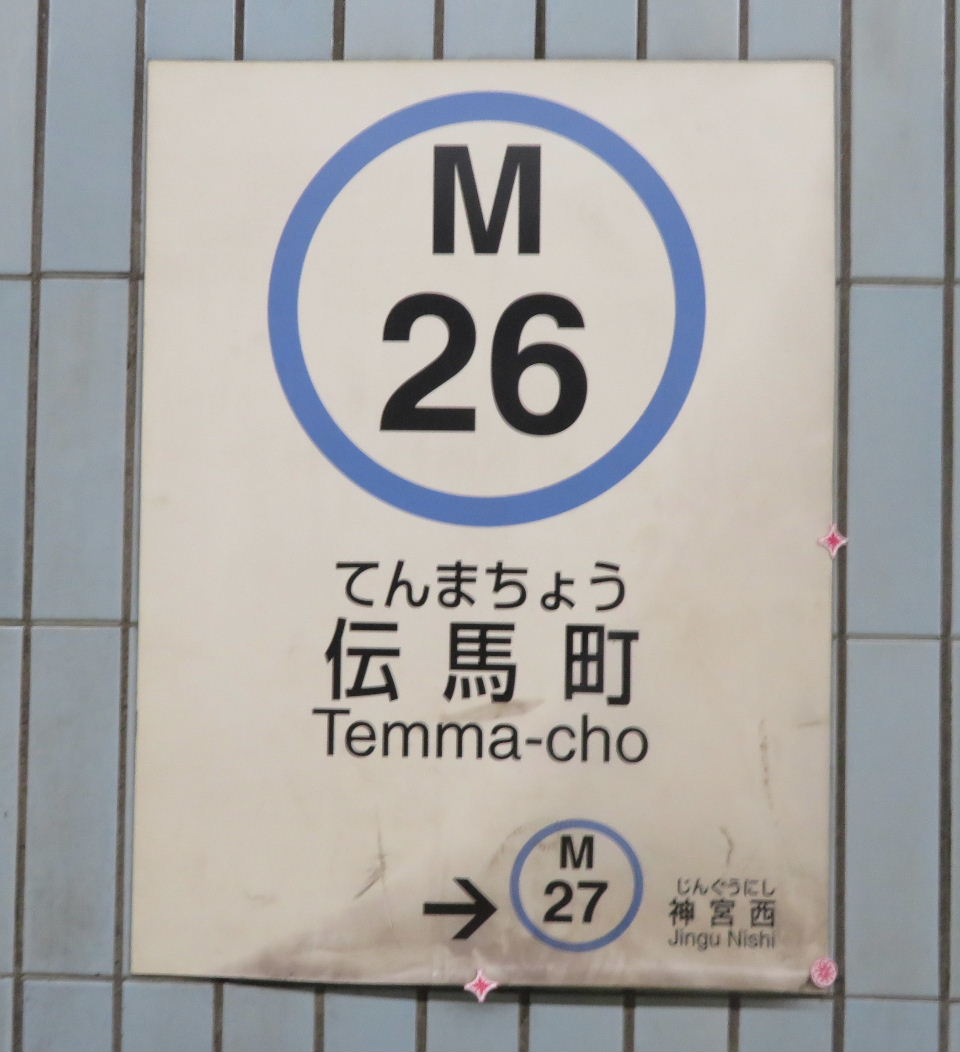 M
26
てんまちょう
伝馬町
Temma-cho
→ M
27
じんぐうにし
神宮西
Jingu Nishi